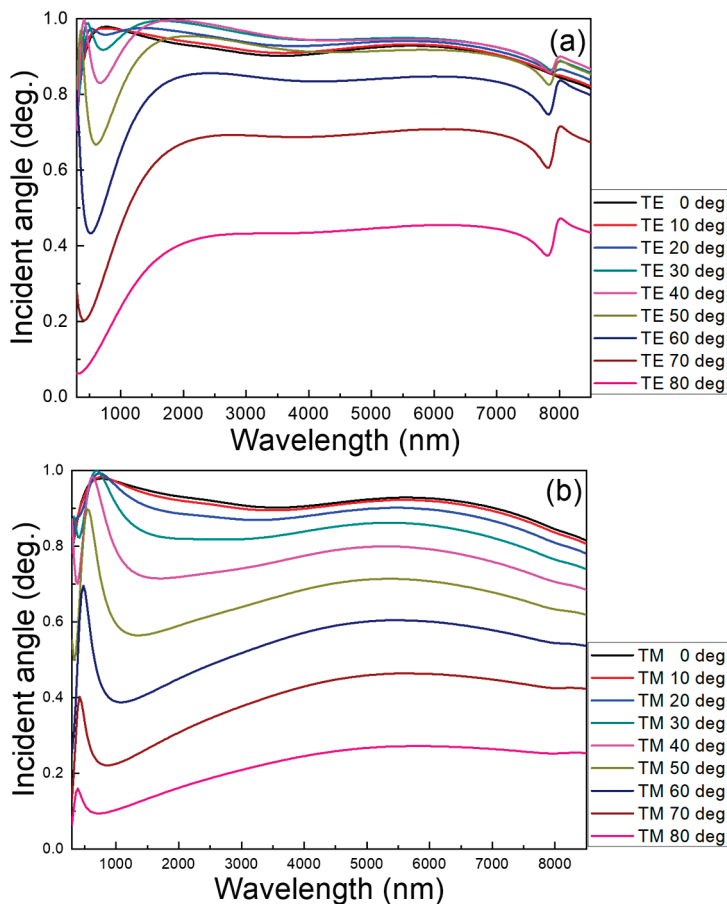 (a)
Incident angle (deg.)
1.0
0.8
0.6
0.4
0.2
0.0
1000 2000 3000 4000 5000 6000 7000 8000
Wavelength (nm)
TE 0 deg
TE 10 deg
TE 20 deg
TE 30 deg
TE 40 deg
TE 50 deg
TE 60 deg
TE 70 deg
TE 80 deg
(b)
Incident angle (deg.)
1.0
0.8
0.6
0.4
0.2
0.0
1000 2000 3000 4000 5000 6000 7000 8000
Wavelength (nm)
TM 0 deg
TM 10 deg
TM 20 deg
TM 30 deg
TM 40 deg
TM 50 deg
TM 60 deg
TM 70 deg
TM 80 deg